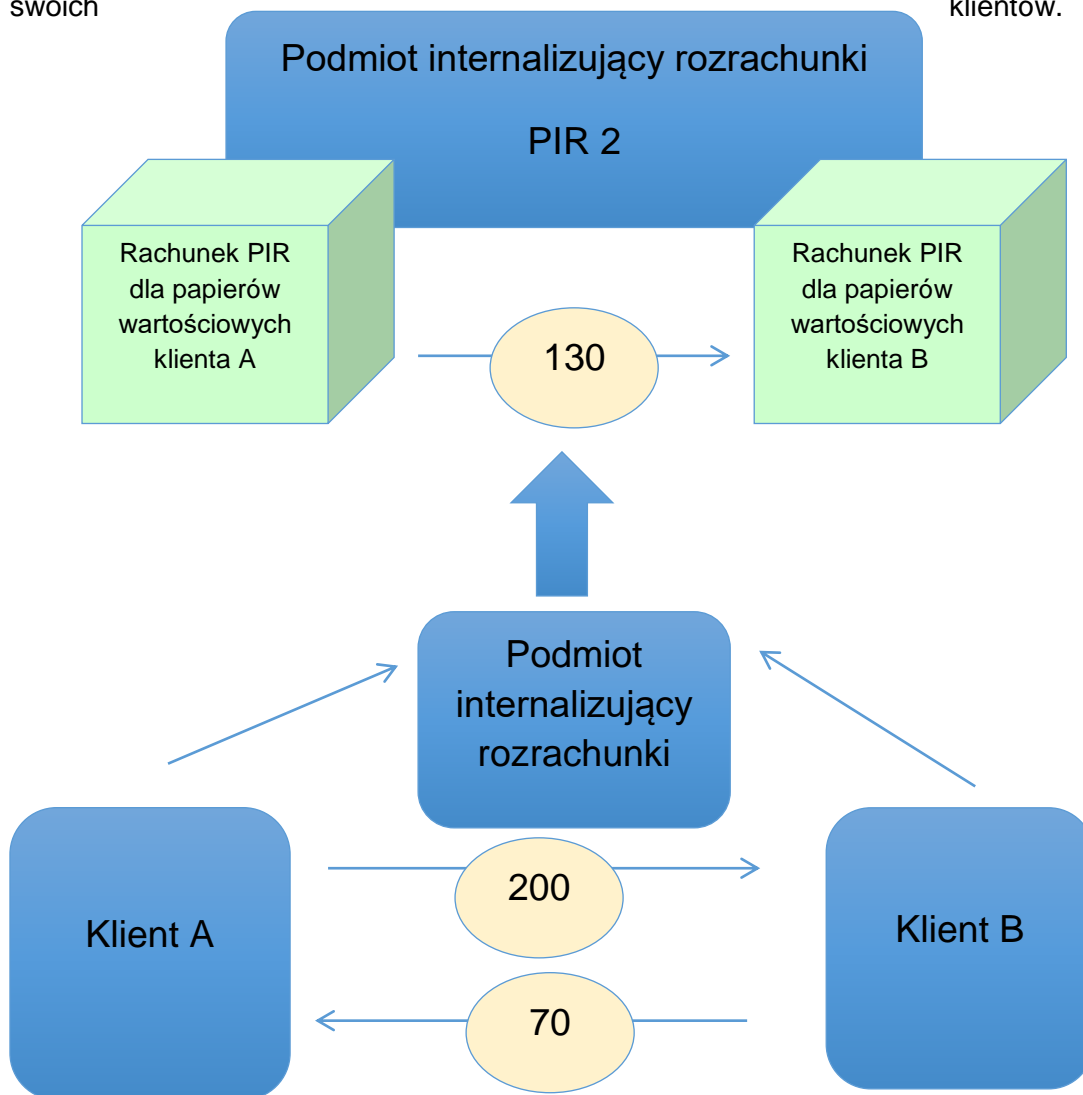 swoich klientów.
Podmiot internalizujący rozrachunki
PIR 2
Rachunek PIR
dla papierów
wartościowych
klienta A
Rachunek PIR
dla papierów
wartościowych
klienta B
130
Podmiot
internalizujący
rozrachunki
200
Klient A
Klient B
70